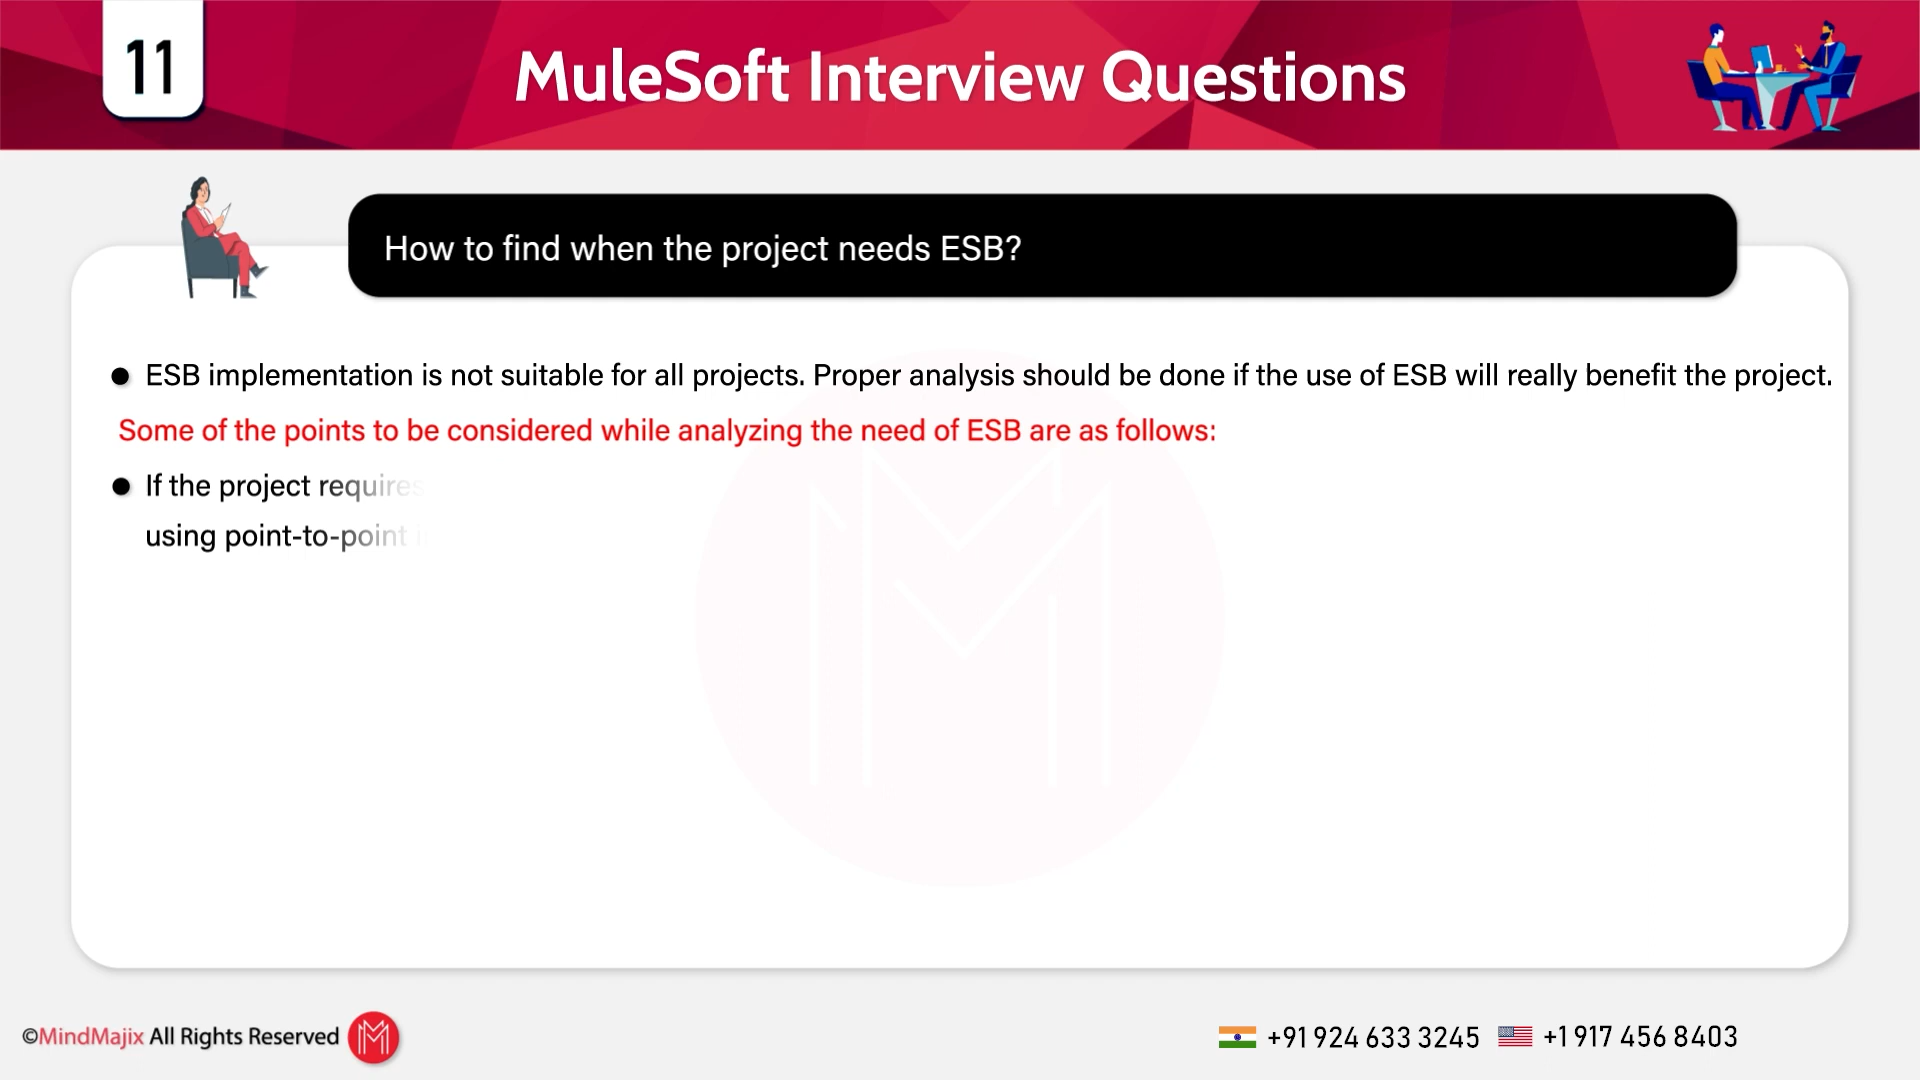 11
MuleSoft Interview Questions
How to find when the project needs ESB?
● ESB implementation is not suitable for all projects. Proper analysis should be done if the use of ESB will really benefit the project.
Some of the points to be considered while analyzing the need of ESB are as follows:
● If the project requires
using point-to-point
©MindMajix All Rights Reserved
+91 924 633 3245 +1 917 456 8403